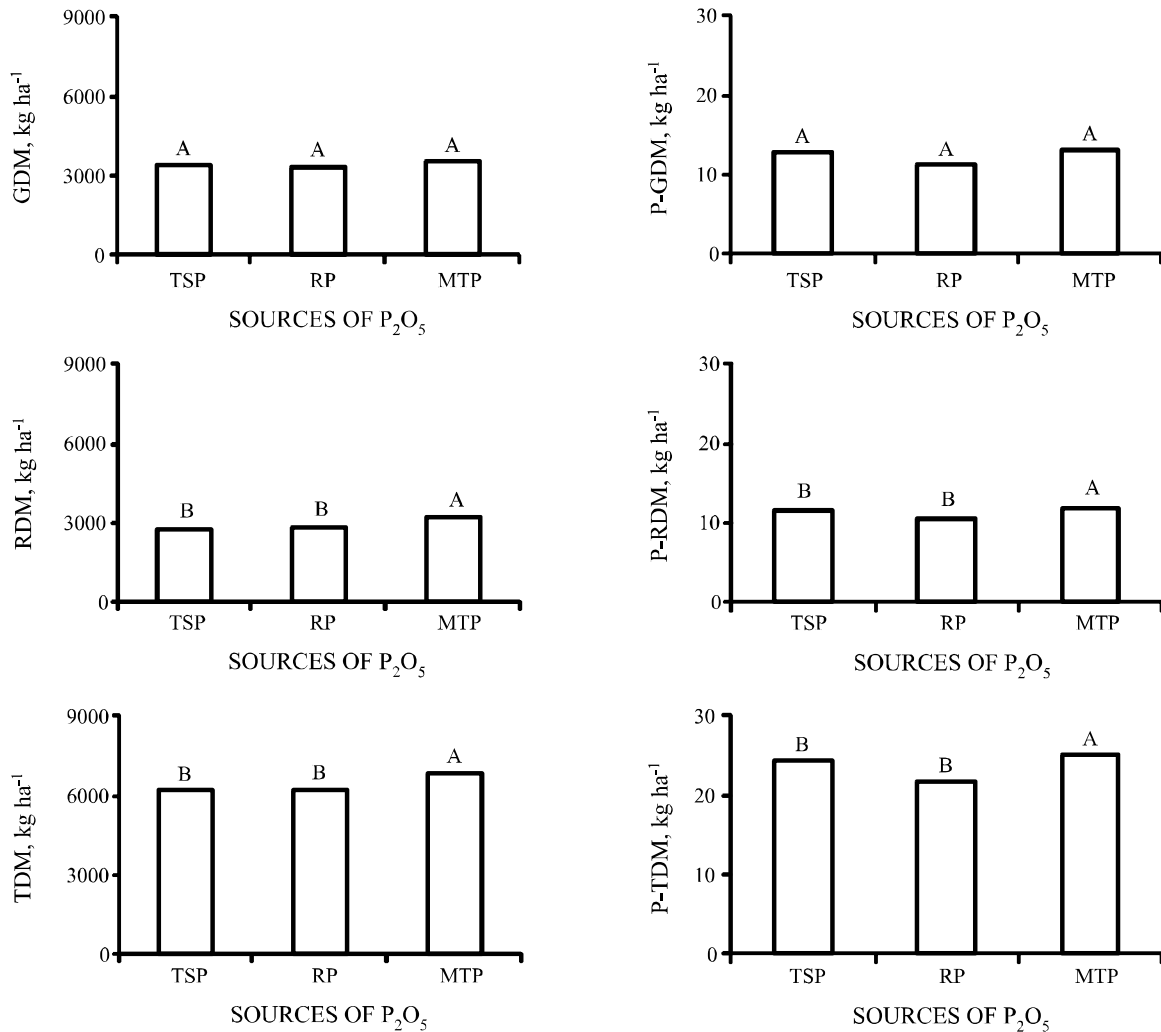 9000
6000
3000
0
GDM, kg ha⁻¹
A
A
A
TSP
RP
MTP
SOURCES OF P₂O₅
30
20
10
0
P-GDM, kg ha⁻¹
A
A
A
TSP
RP
MTP
SOURCES OF P₂O₅
9000
6000
3000
0
RDM, kg ha⁻¹
B
B
A
TSP
RP
MTP
SOURCES OF P₂O₅
30
20
10
0
P-RDM, kg ha⁻¹
B
B
A
TSP
RP
MTP
SOURCES OF P₂O₅
9000
6000
3000
0
TDM, kg ha⁻¹
B
B
A
TSP
RP
MTP
SOURCES OF P₂O₅
30
20
10
0
P-TDM, kg ha⁻¹
B
B
A
TSP
RP
MTP
SOURCES OF P₂O₅